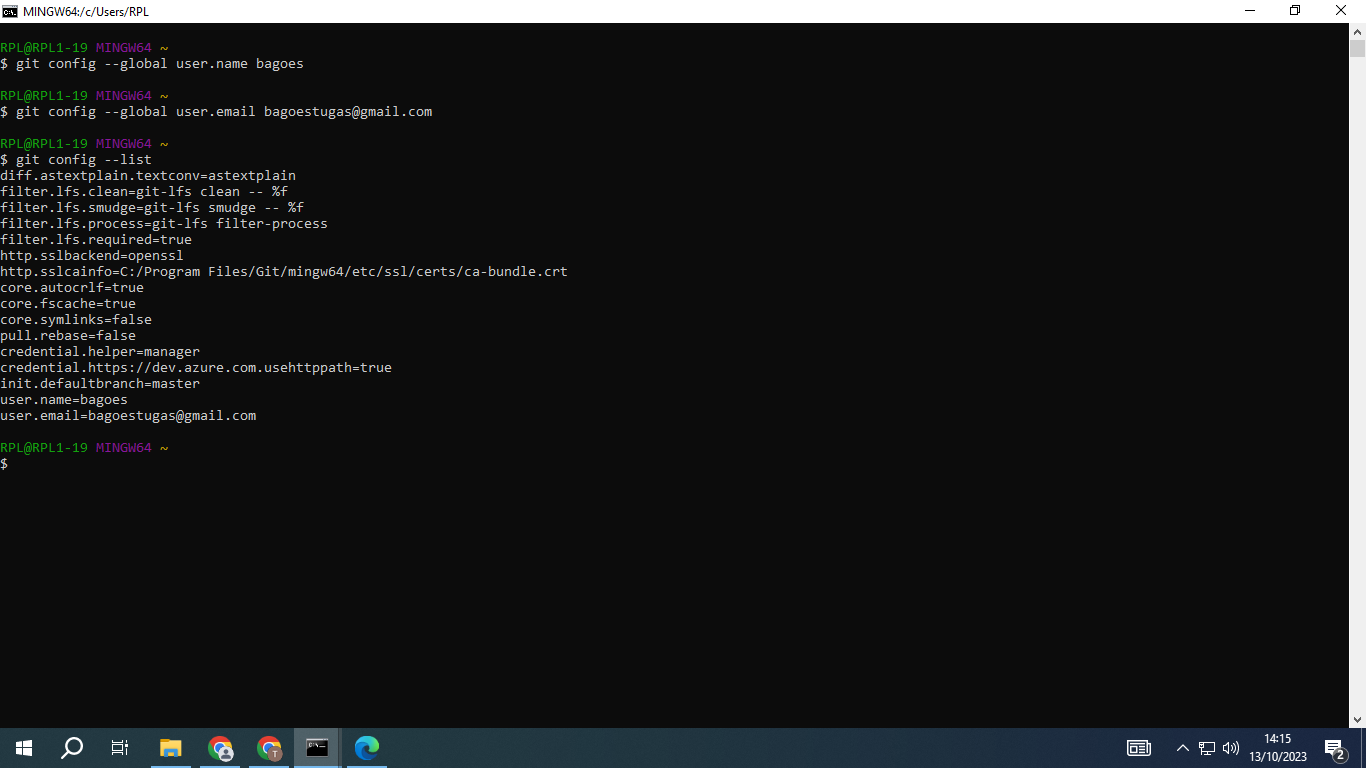 MINGW64:/c/Users/RPL
RPL@RPL1-19 MINGW64 ~
$ git config --global user.name bagoes
RPL@RPL1-19 MINGW64 ~
$ git config --global user.email bagoestugas@gmail.com
RPL@RPL1-19 MINGW64 ~
$ git config --list
diff.astextplain.textconv=astextplain
filter.lfs.clean=git-lfs clean -- %f
filter.lfs.smudge=git-lfs smudge -- %f
filter.lfs.process=git-lfs filter-process
filter.lfs.required=true
http.sslbackend=openssl
http.sslcainfo=C:/Program Files/Git/mingw64/etc/ssl/certs/ca-bundle.crt
core.autocrlf=true
core.fscache=true
core.symlinks=false
pull.rebase=false
credential.helper=manager
credential.https://dev.azure.com.usehttppath=true
init.defaultbranch=master
user.name=bagoes
user.email=bagoestugas@gmail.com
RPL@RPL1-19 MINGW64 ~
$
T
14:15
13/10/2023
2